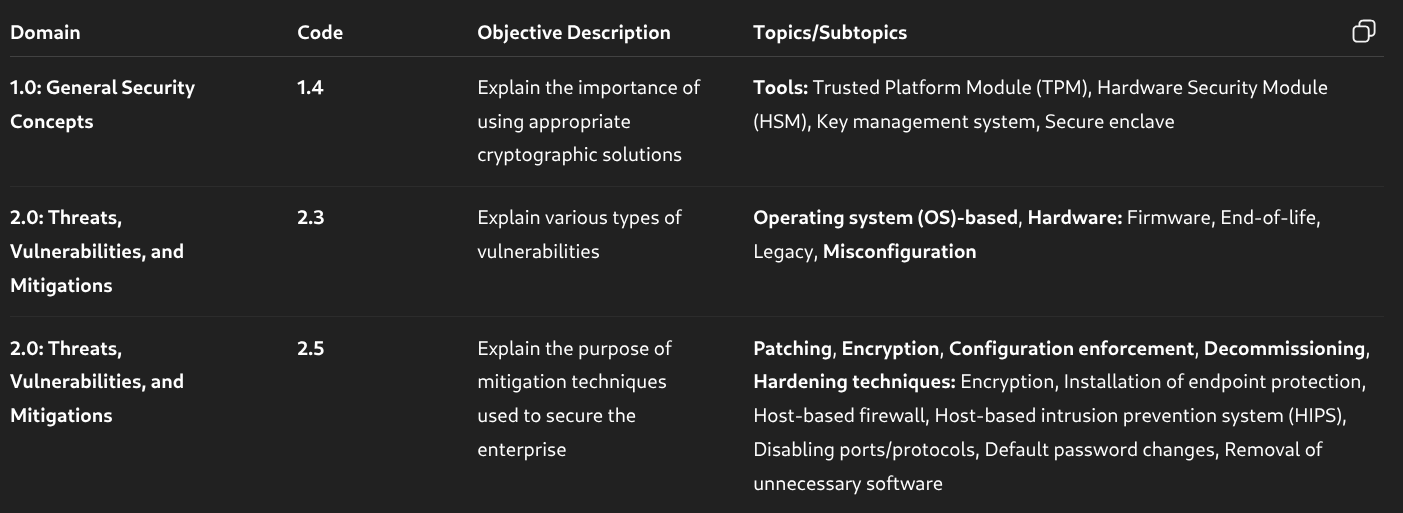 Domain Code Objective Description Topics/Subtopics
1.0: General Security Concepts
1.4
Explain the importance of
using appropriate
cryptographic solutions
Tools: Trusted Platform Module (TPM), Hardware Security Module
(HSM), Key management system, Secure enclave
2.0: Threats,
Vulnerabilities, and
Mitigations
2.3
Explain various types of
vulnerabilities
Operating system (OS)-based, Hardware: Firmware, End-of-life,
Legacy, Misconfiguration
2.0: Threats,
Vulnerabilities, and
Mitigations
2.5
Explain the purpose of
mitigation techniques
used to secure the
enterprise
Patching, Encryption, Configuration enforcement, Decommissioning,
Hardening techniques: Encryption, Installation of endpoint protection,
Host-based firewall, Host-based intrusion prevention system (HIPS),
Disabling ports/protocols, Default password changes, Removal of
unnecessary software